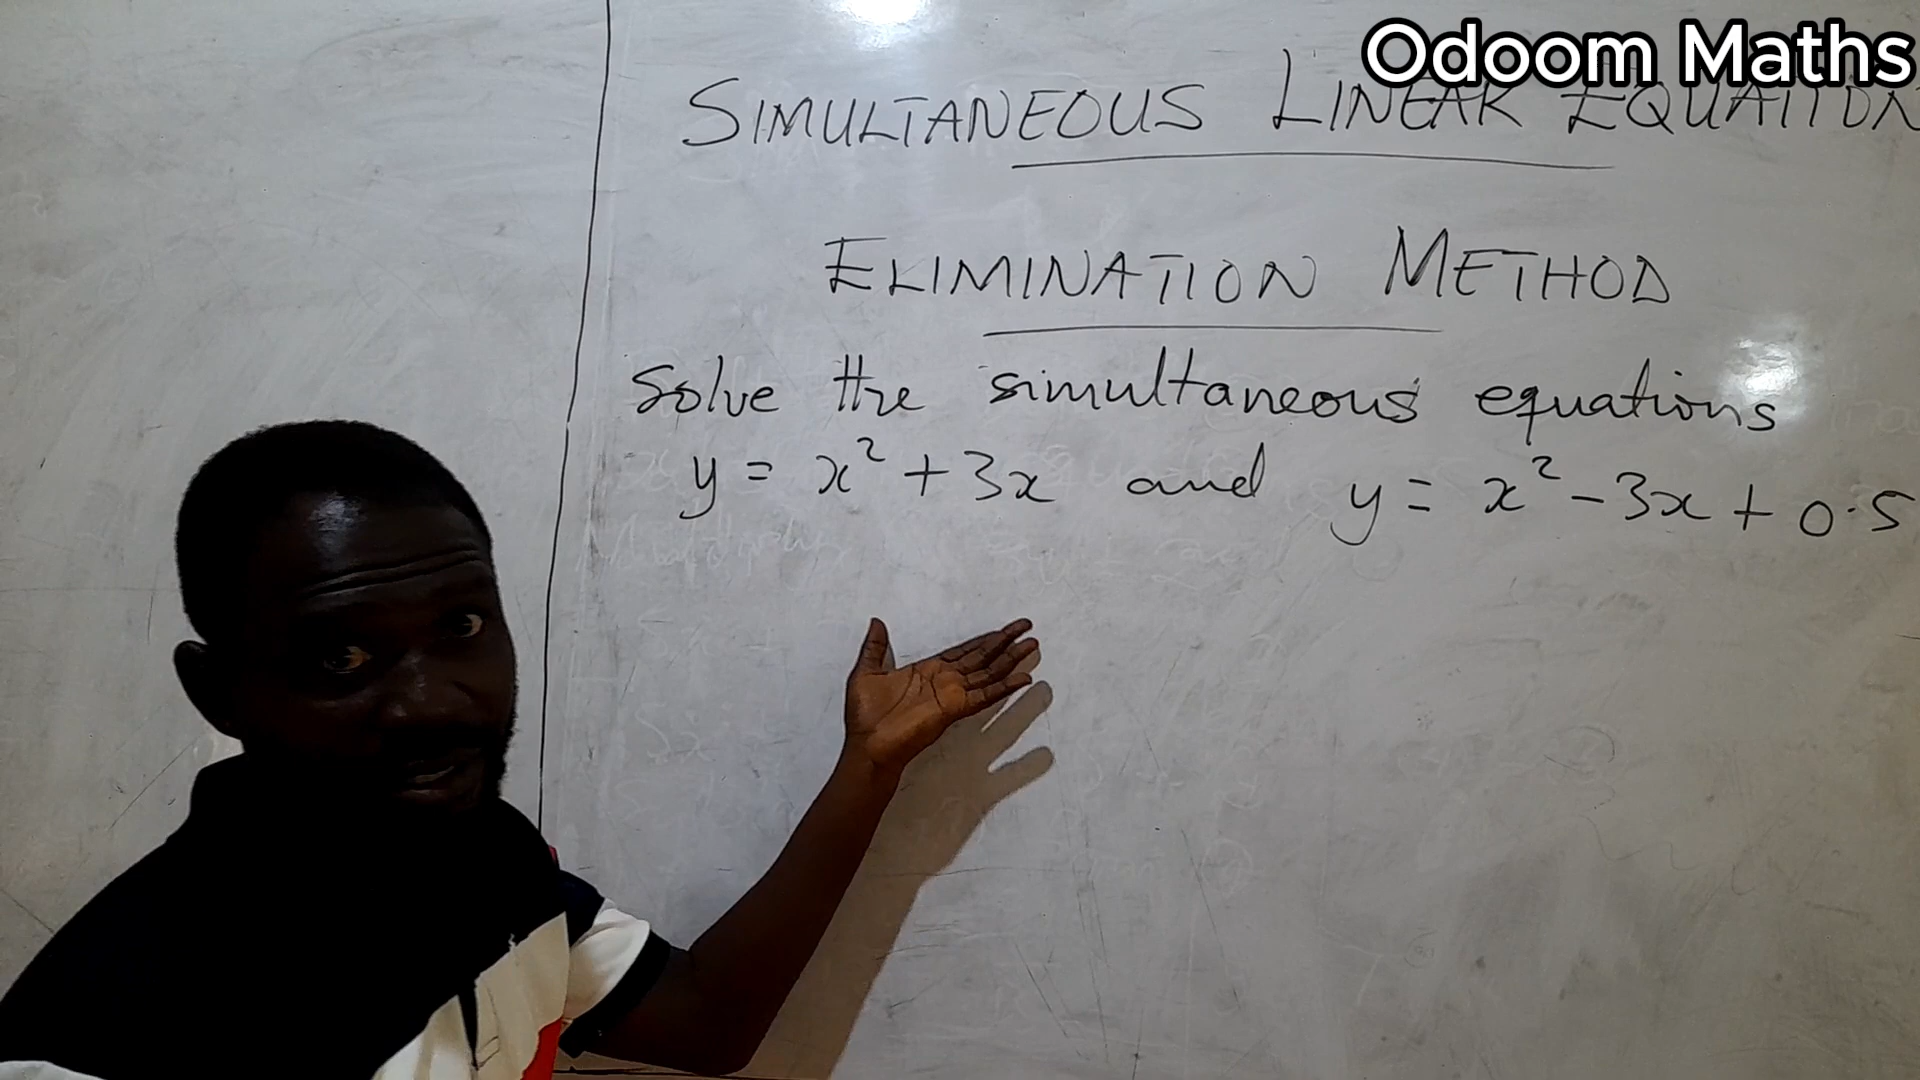 Odoom Maths
SIMULTANEOUS LINEAR EQUATION
ELIMINATION METHOD
Solve the simultaneous equations
y = x² + 3x and y = x² - 3x + 0.5